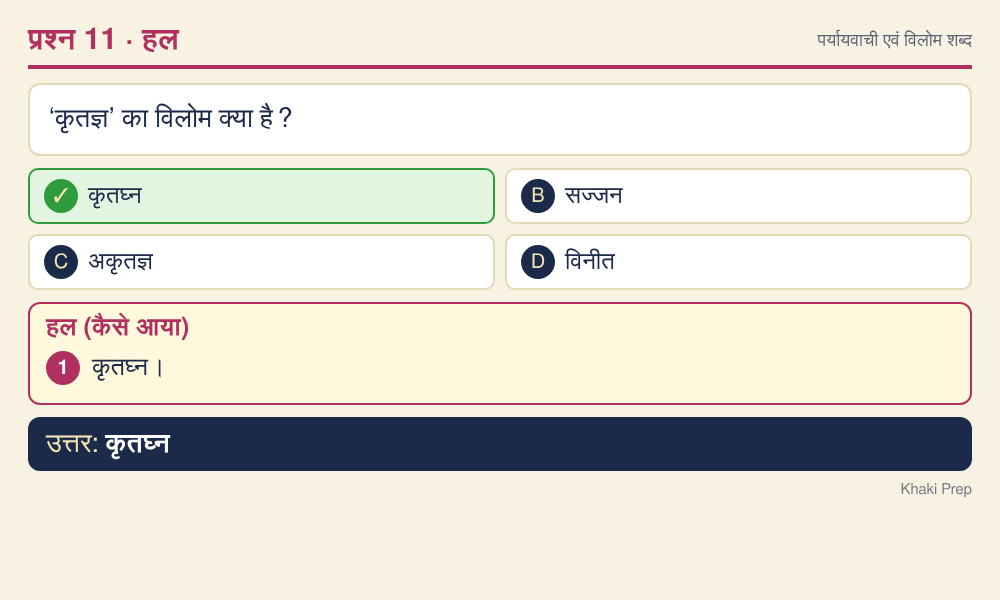 प्रश्न 11 · हल
पर्यायवाची एवं विलोम शब्द
‘कृतज्ञ’ का विलोम क्या है ?
✓ कृतघ्न
B सज्जन
C अकृतज्ञ
D विनीत
हल (कैसे आया)
1 कृतघ्न ।
उत्तर: कृतघ्न
Khaki Prep